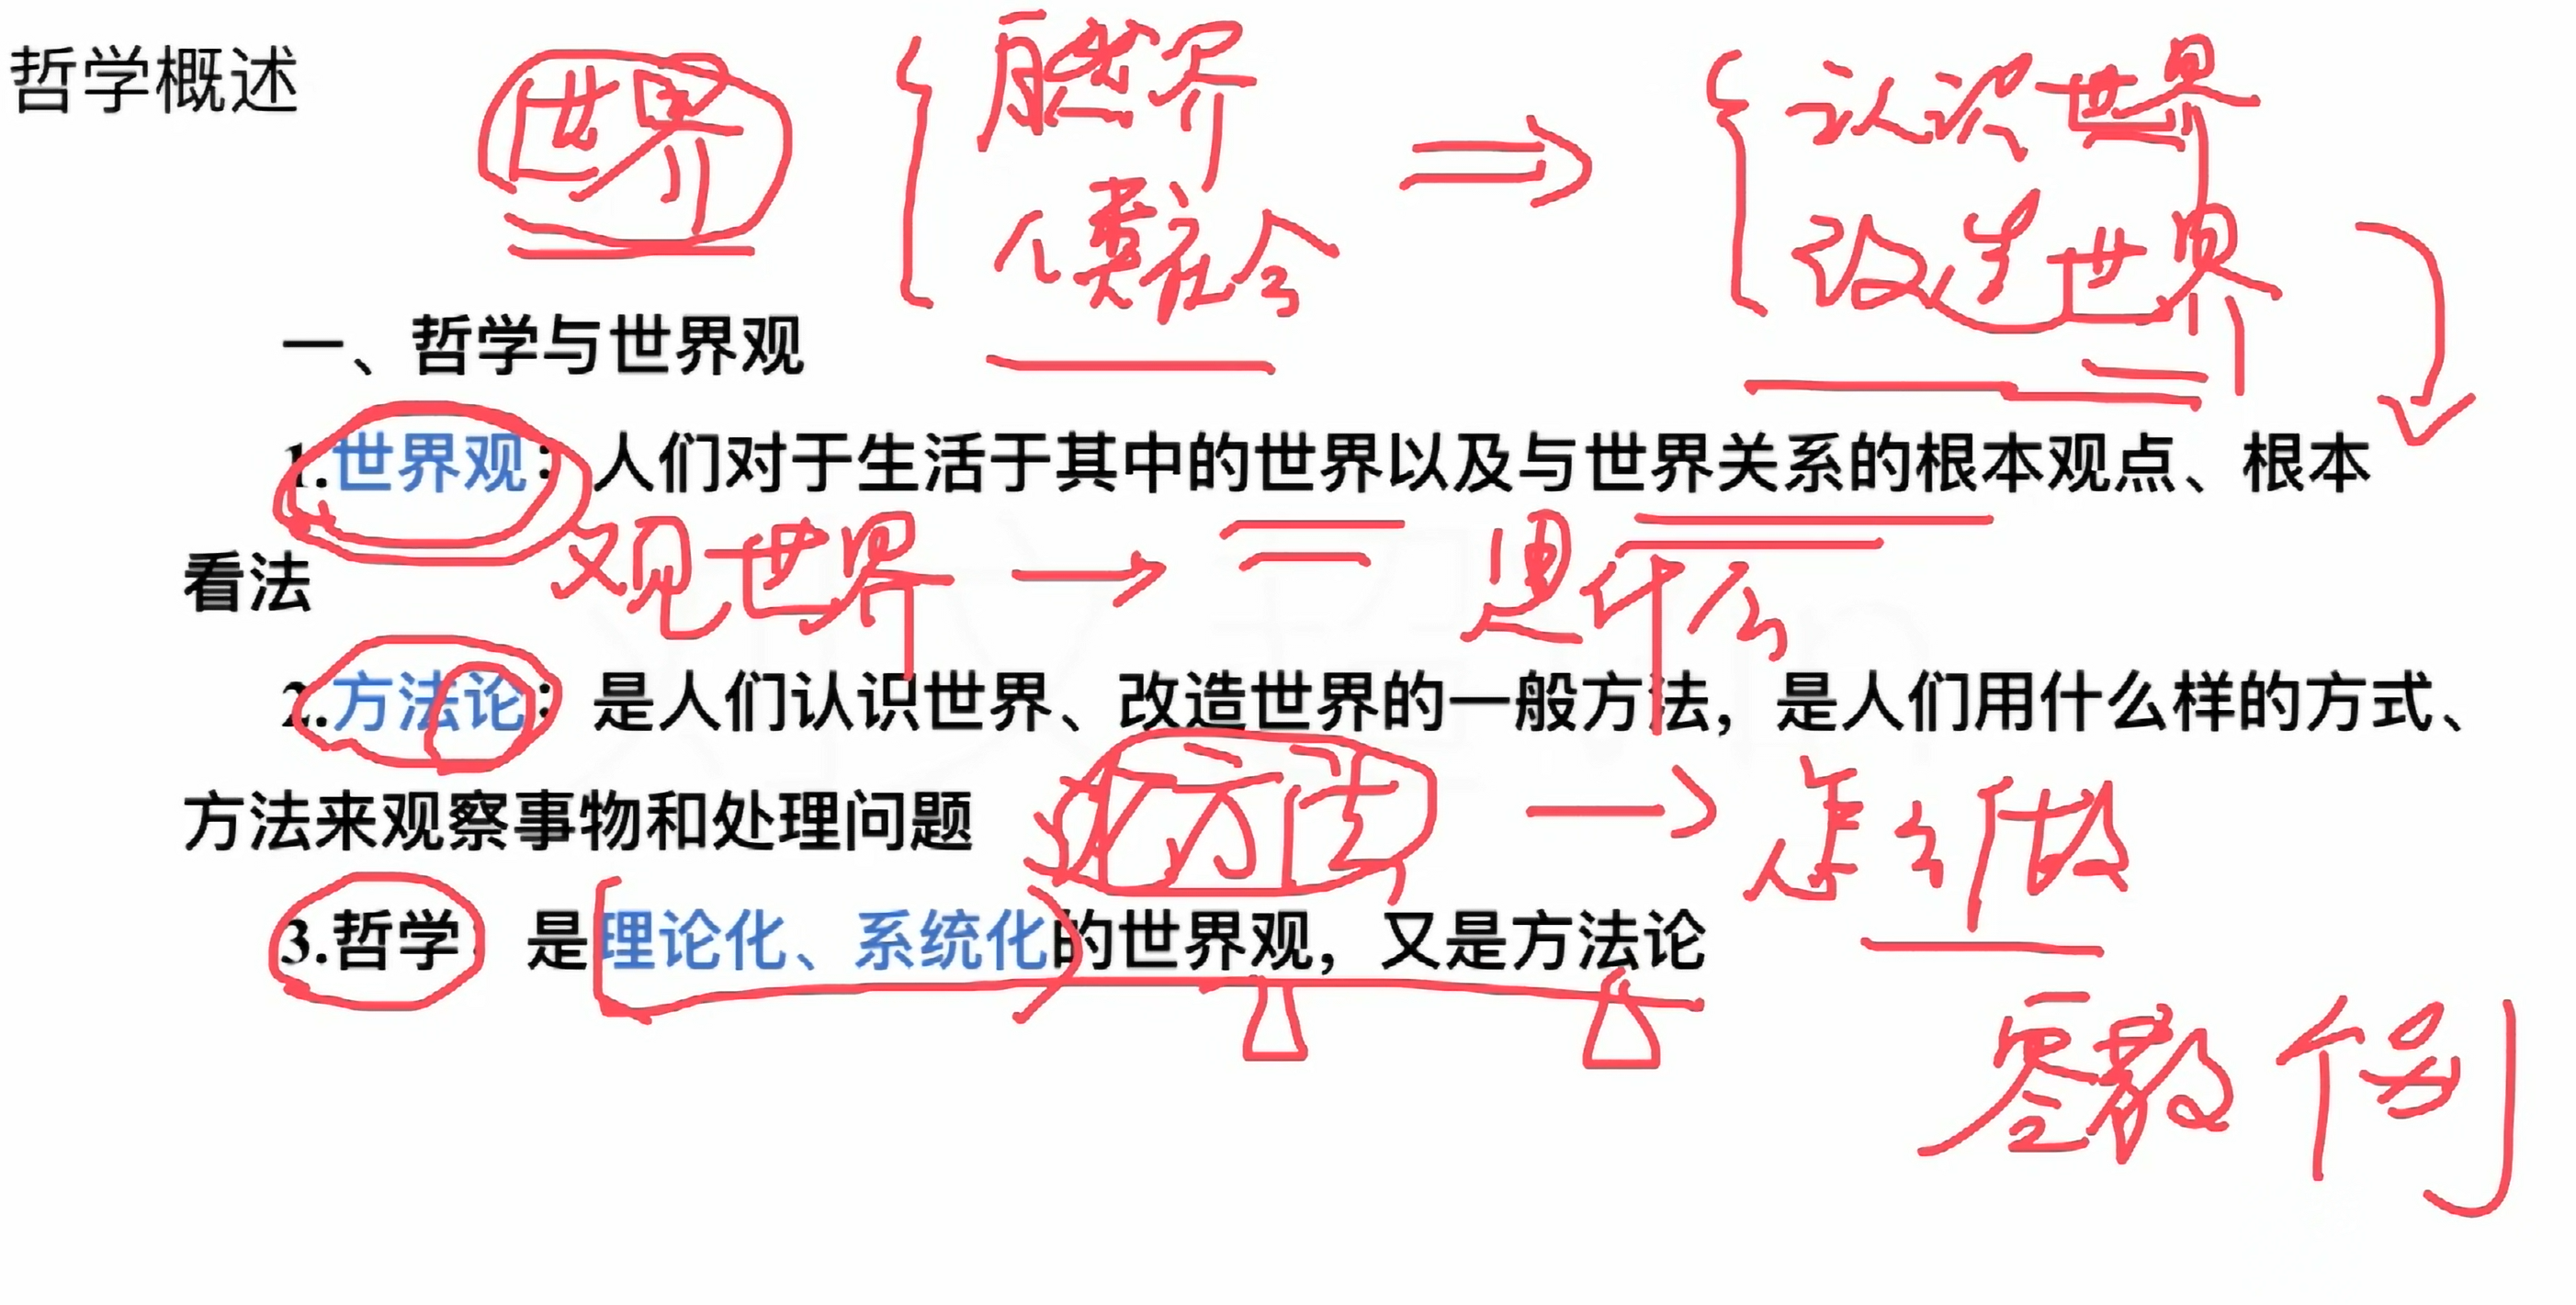 哲学概述
世界
自然界
人类社会
认识世界
改造世界
一、哲学与世界观
1.世界观：人们对于生活于其中的世界以及与世界关系的根本观点、根本
看法
观世界
是什么
2.方法论：是人们认识世界、改造世界的一般方法，是人们用什么样的方式、
方法来观察事物和处理问题
论方法
怎么做
3.哲学：是理论化、系统化的世界观，又是方法论
零散 个别